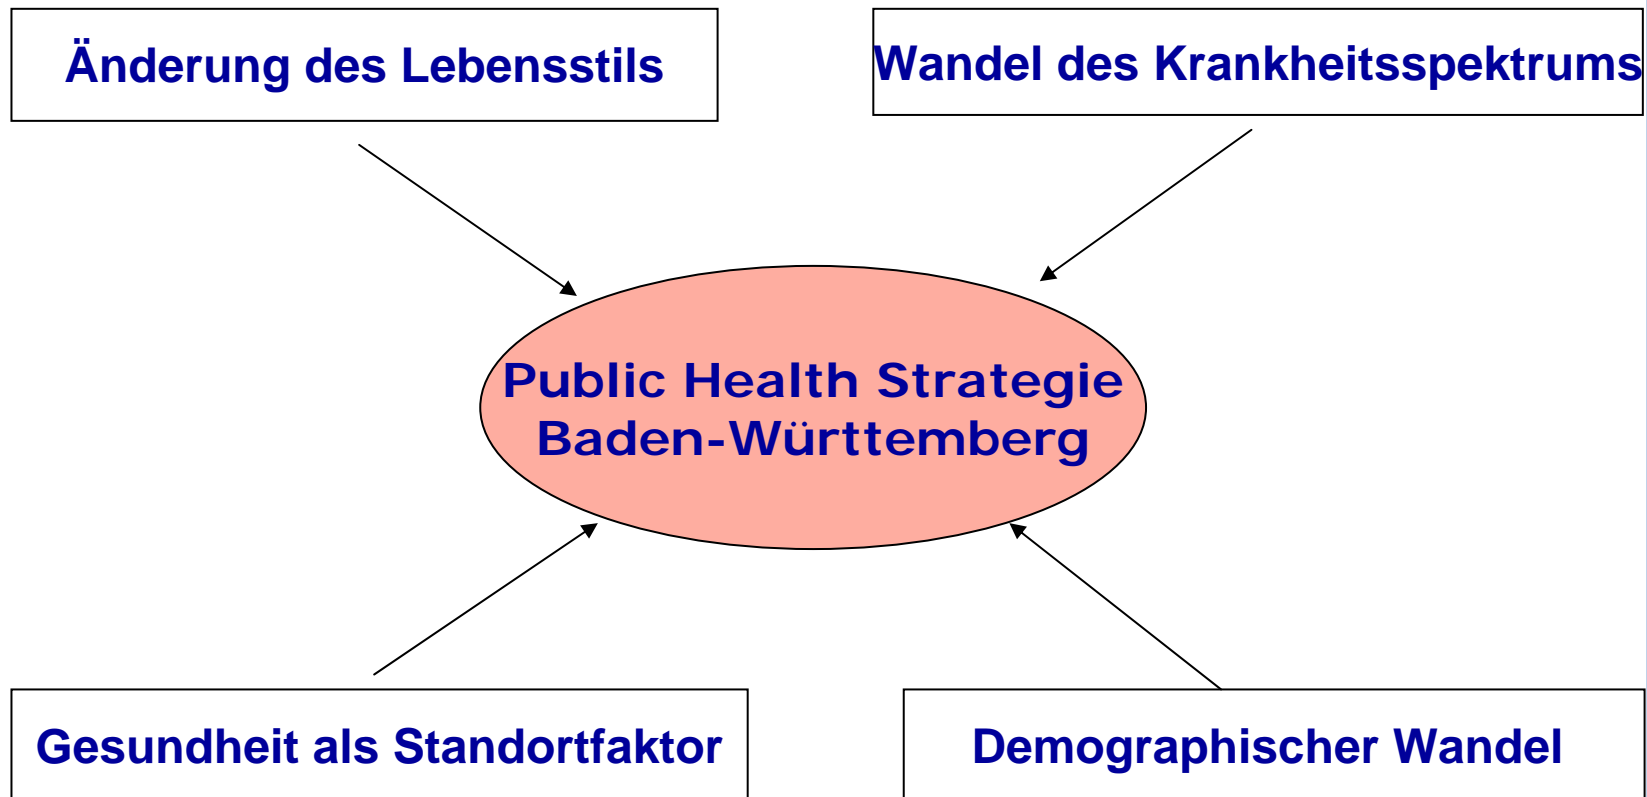 Änderung des Lebensstils
Wandel des Krankheitsspektrums
Public Health Strategie
Baden-Württemberg
Gesundheit als Standortfaktor
Demographischer Wandel